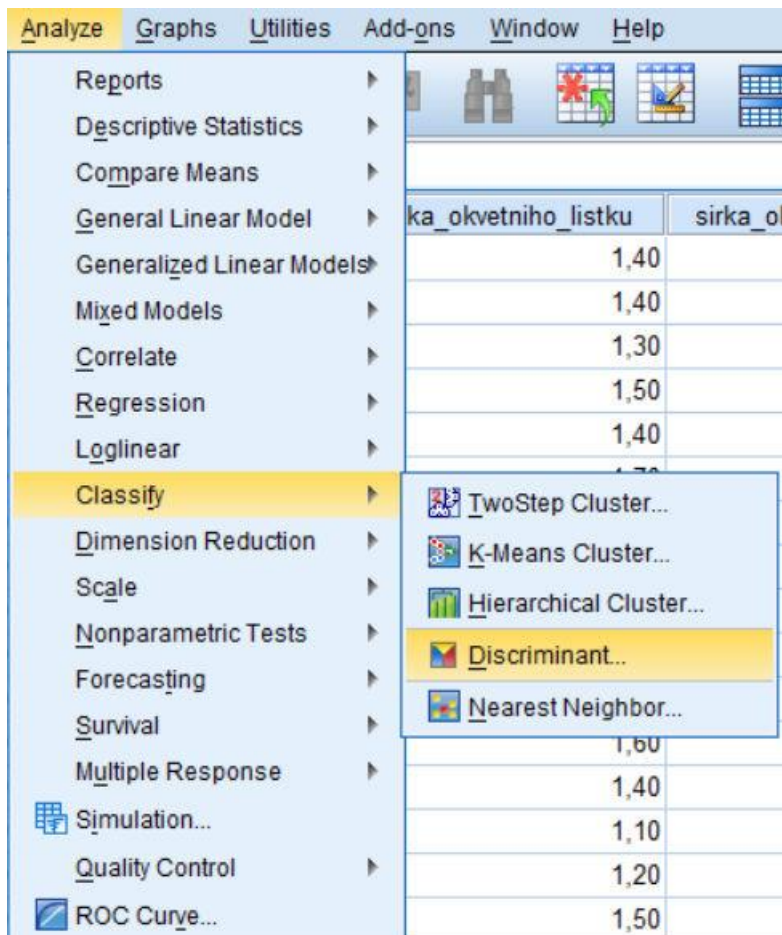 Analyze Graphs Utilities Add-ons Window Help
Reports
Descriptive Statistics
Compare Means
General Linear Model
ka_okvetniho_listku sirka_ol
Generalized Linear Models
1,40
Mixed Models
1,40
Correlate
1,30
Regression
1,50
Loglinear
1,40
Classify
TwoStep Cluster...
Dimension Reduction
K-Means Cluster...
Scale
Hierarchical Cluster...
Nonparametric Tests
Discriminant...
Forecasting
Nearest Neighbor...
Survival
1,60
Multiple Response
1,40
Simulation...
1,10
Quality Control
1,20
ROC Curve...
1,50